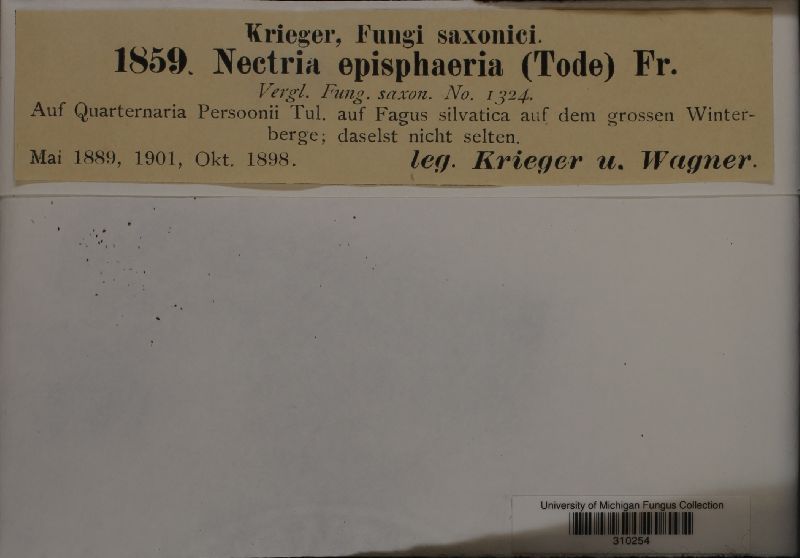 Krieger, Fungi saxonici.
1859. Nectria episphaeria (Tode) Fr.
Vergl. Fung. saxon. No. 1324.
Auf Quarternaria Persoonii Tul. auf Fagus silvatica auf dem grossen Winter-
berge; daselst nicht selten.
Mai 1889, 1901, Okt. 1898. leg. Krieger u. Wagner.
University of Michigan Fungus Collection
310254